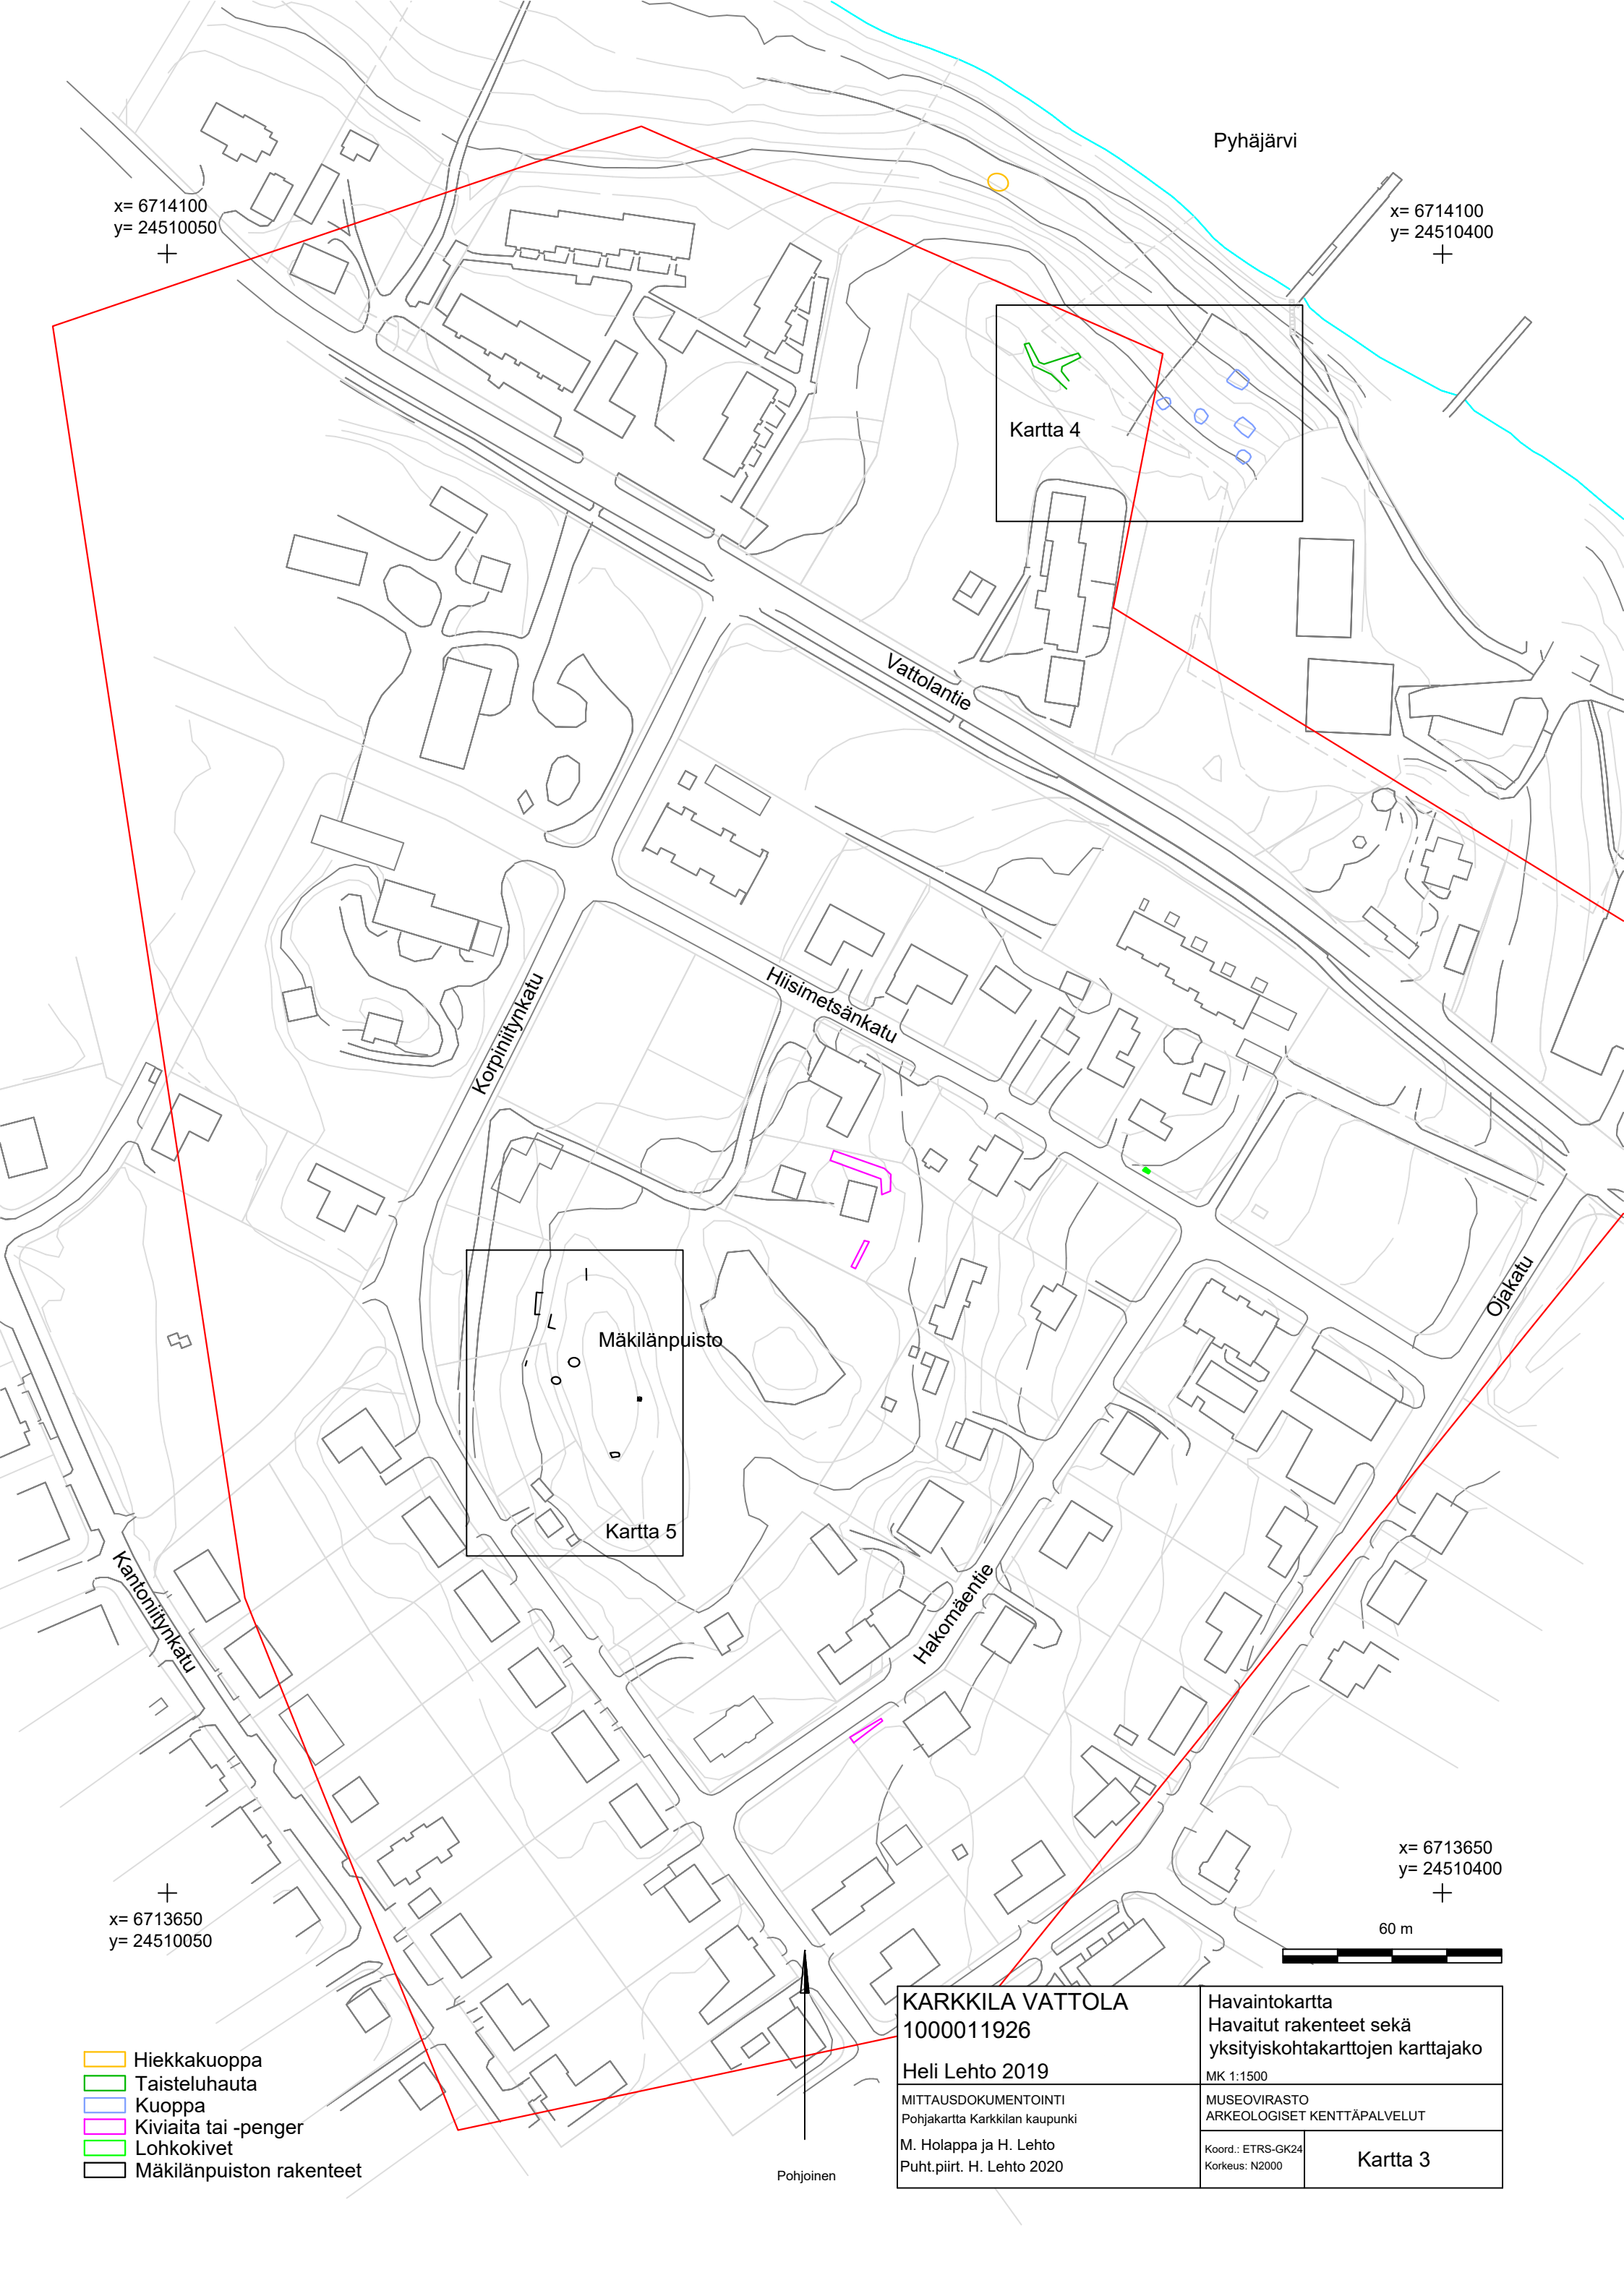 Pyhäjärvi
x= 6714100
y= 24510050
x= 6714100
y= 24510400
Kartta 4
Vattolantie
Hiisimetsänkatu
Korpiniitynkatu
Ojakatu
Mäkilänpuisto
Kartta 5
Kantoniitynkatu
Hakomäentie
x= 6713650
y= 24510400
x= 6713650
y= 24510050
60 m
Hiekkakuoppa
Taisteluhauta
Kuoppa
Kiviaita tai -penger
Lohkokivet
Mäkilänpuiston rakenteet
Pohjoinen
KARKKILA VATTOLA
1000011926
Heli Lehto 2019
Havaintokartta
Havaitut rakenteet sekä
yksityiskohtakarttojen karttajako
MK 1:1500
MITTAUSDOKUMENTOINTI
Pohjakartta Karkkilan kaupunki
M. Holappa ja H. Lehto
Puht.piirt. H. Lehto 2020
MUSEOVIRASTO
ARKEOLOGISET KENTTÄPALVELUT
Koord.: ETRS-GK24
Korkeus: N2000
Kartta 3